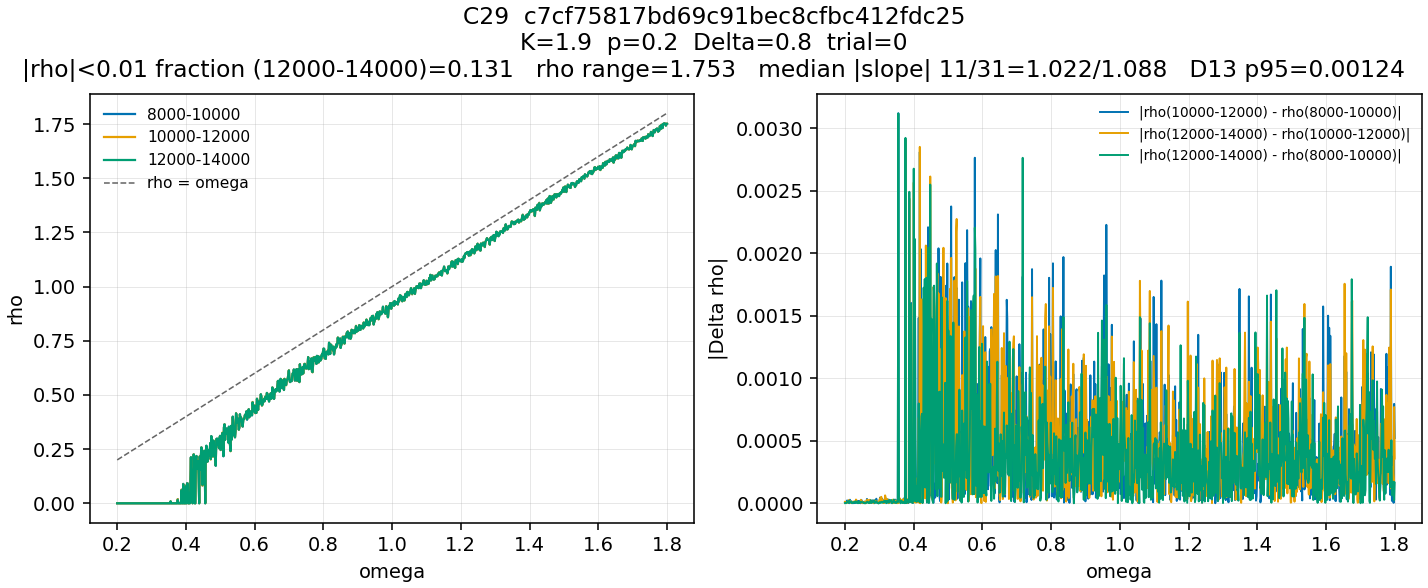 C29  c7cf75817bd69c91bec8cfbc412fdc25
K=1.9  p=0.2  Delta=0.8  trial=0
|rho|<0.01 fraction (12000-14000)=0.131   rho range=1.753   median |slope| 11/31=1.022/1.088   D13 p95=0.00124
rho
1.75
1.50
1.25
1.00
0.75
0.50
0.25
0.00
8000-10000
10000-12000
12000-14000
rho = omega
0.2 0.4 0.6 0.8 1.0 1.2 1.4 1.6 1.8
omega
|Delta rho|
0.0030
0.0025
0.0020
0.0015
0.0010
0.0005
0.0000
|rho(10000-12000) - rho(8000-10000)|
|rho(12000-14000) - rho(10000-12000)|
|rho(12000-14000) - rho(8000-10000)|
0.2 0.4 0.6 0.8 1.0 1.2 1.4 1.6 1.8
omega